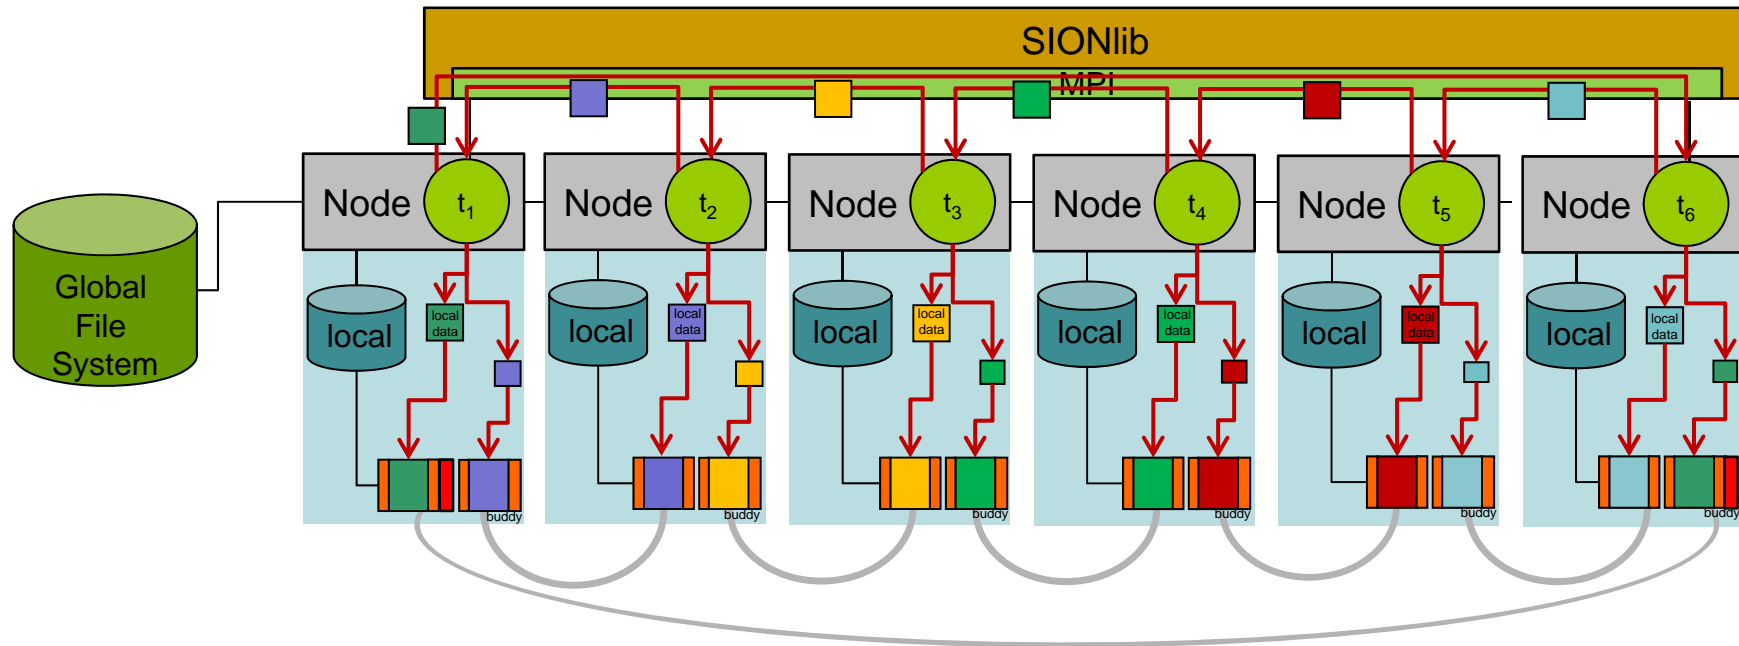 SIONlib
MPI
Node
t1
Node
t2
Node
t3
Node
t4
Node
t5
Node
t6
Global
File
System
local
local
data
local
local
data
local
local
data
local
local
data
local
local
data
local
local
data
buddy
buddy
buddy
buddy
buddy
buddy